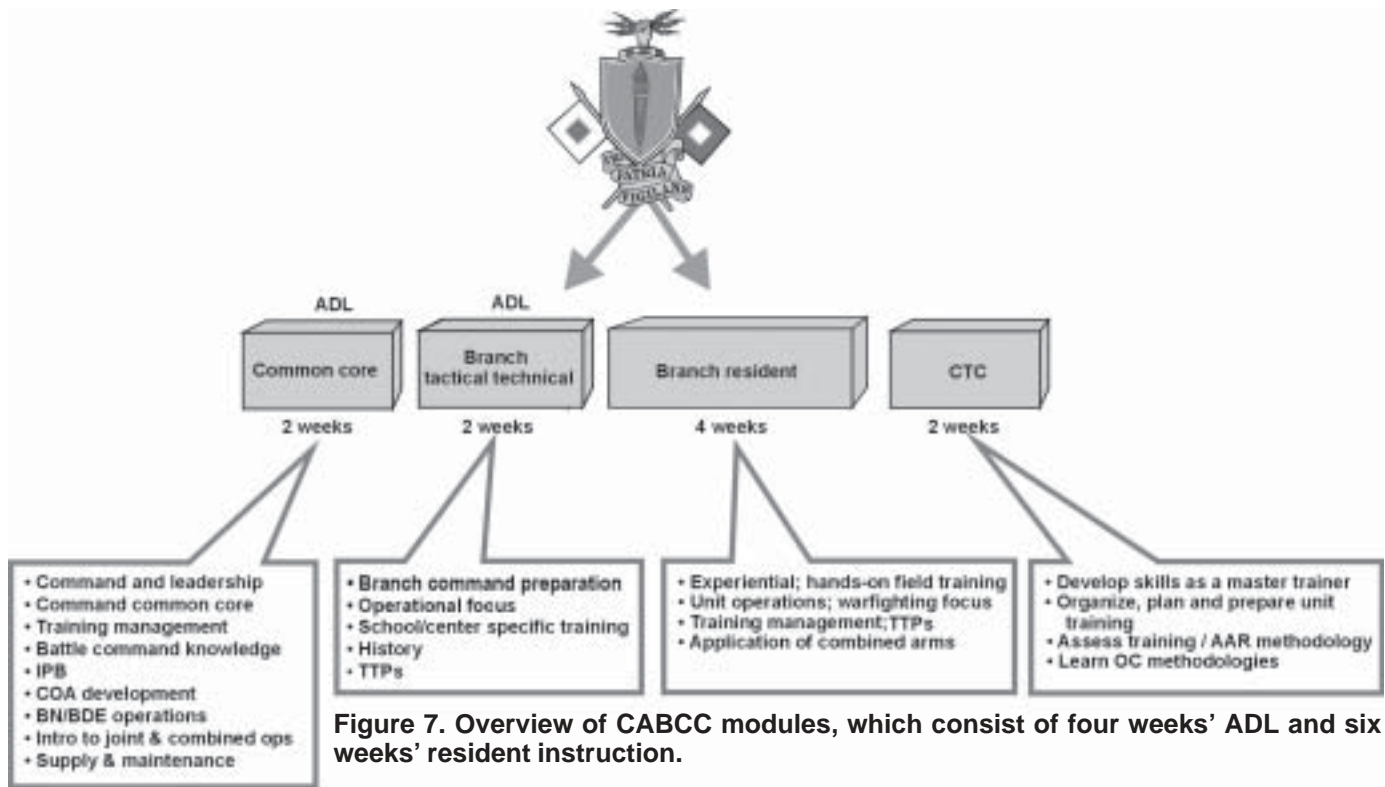 PATRIA
VIGILANS
ADL
ADL
Common core
Branch
tactical technical
Branch resident
CTC
2 weeks
2 weeks
4 weeks
2 weeks
• Command and leadership
• Command common core
• Training management
• Battle command knowledge
• IPB
• COA development
• BN/BDE operations
• Intro to joint & combined ops
• Supply & maintenance
• Branch command preparation
• Operational focus
• School/center specific training
• History
• TTPs
• Experiential; hands-on field training
• Unit operations; warfighting focus
• Training management;TTPs
• Application of combined arms
• Develop skills as a master trainer
• Organize, plan and prepare unit
training
• Assess training / AAR methodology
• Learn OC methodologies
Figure 7. Overview of CABCC modules, which consist of four weeks’ ADL and six
weeks’ resident instruction.